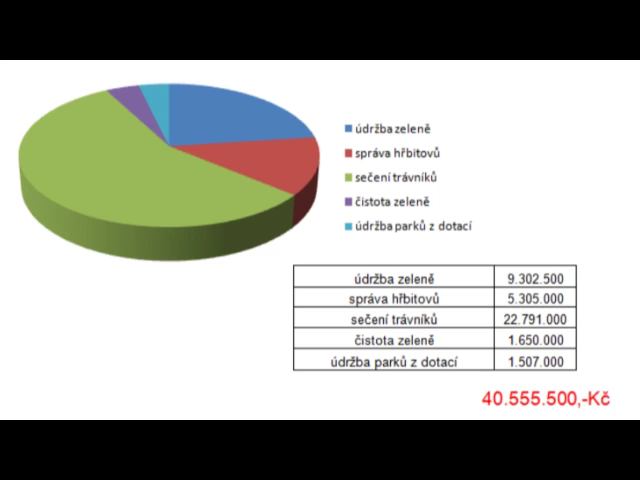 údržba zeleně
správa hřbitovů
sečení trávníků
čistota zeleně
údržba parků z dotací
údržba zeleně 9.302.500
správa hřbitovů 5.305.000
sečení trávníků 22.791.000
čistota zeleně 1.650.000
údržba parků z dotací 1.507.000
40.555.500,-Kč